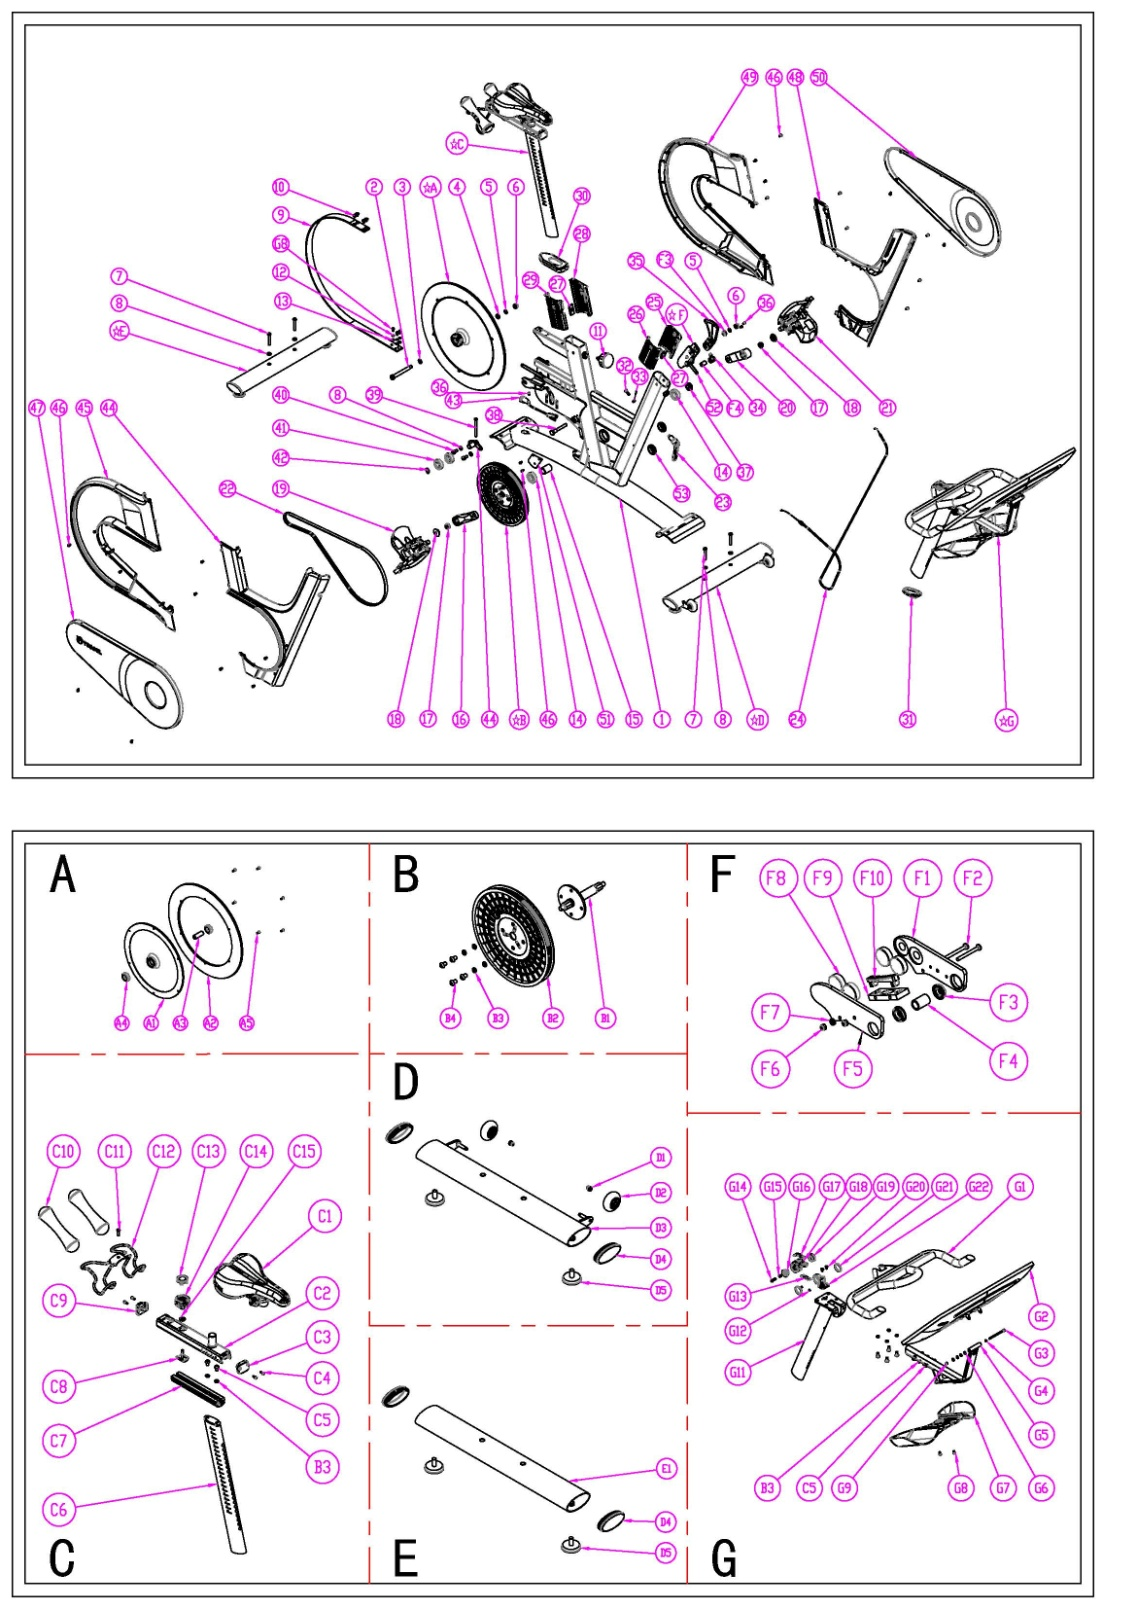 49 46 48 50
☆C
10 2 3 ☆A 4 5 6 30
9
G8 28
7 12 29 27 35 F3 5
8 13 11 26 25 ☆F 6 36
☆E
36 32 33 27 52 F4 34 20 17 18 21
47 46 45 44 40 39 8 43
41 38
42 14 37
22 19 53 23
31
18 17 16 44 ☆B 46 14 51 15 1 7 8 ☆D 24 31 ☆G
A
A4 A1 A3 A2 A5
B
B4 B3 B2 B1
F
F8 F9 F10 F1 F2
F7 F3
F6 F5 F4
C10 C11 C12 C13 C14 C15
C1
C9 C2
C3
C8 C4
C7 C5
B3
C6
C
D
D1
D2
D3
D4
D5
E1
D4
D5
E
G14 G15 G16 G17 G18 G19 G20 G21 G22 G1
G13
G12 G2
G11 G3
G4
G5
B3 C5 G9 G8 G7 G6
G